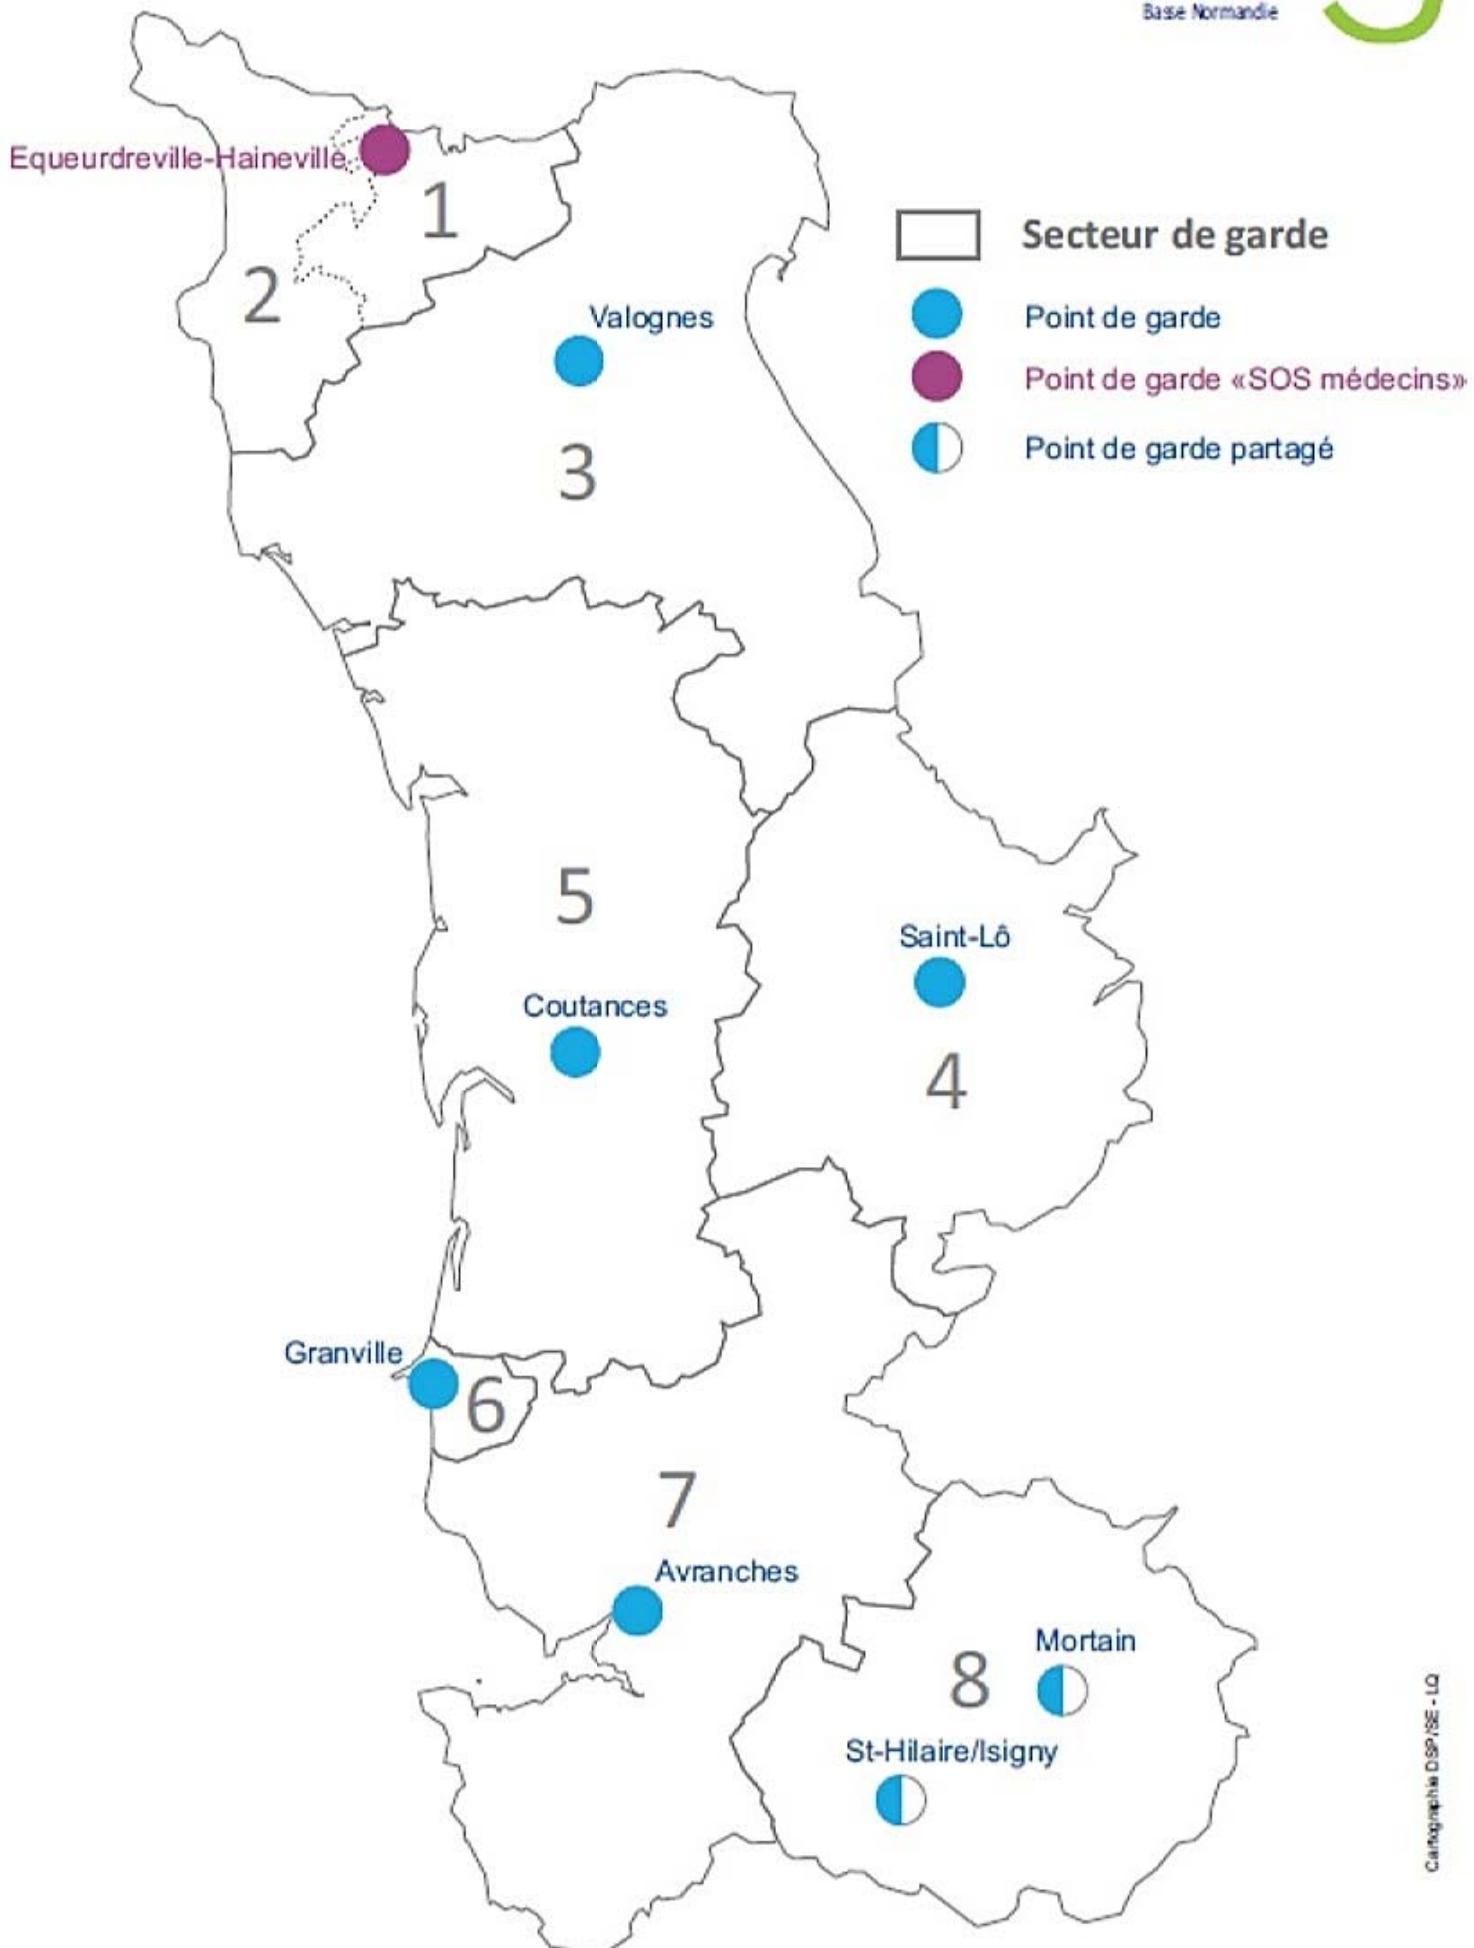 Basse Normandie
Equeurdreville-Haineville
1
2
Secteur de garde
Valognes
Point de garde
Point de garde «SOS médecins»
Point de garde partagé
3
5
Saint-Lô
Coutances
4
Granville
6
7
Avranches
Mortain
8
St-Hilaire/Isigny
Cartographie DSP/SE - LQ